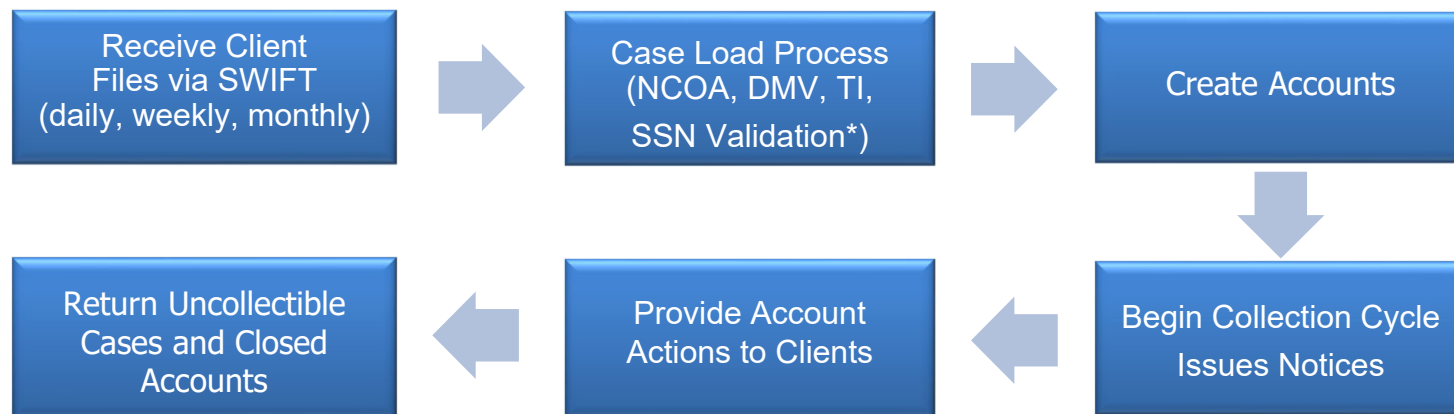 Receive Client
Files via SWIFT
(daily, weekly, monthly)
Case Load Process
(NCOA, DMV, TI,
SSN Validation*)
Create Accounts
Begin Collection Cycle
Issues Notices
Provide Account
Actions to Clients
Return Uncollectible
Cases and Closed
Accounts